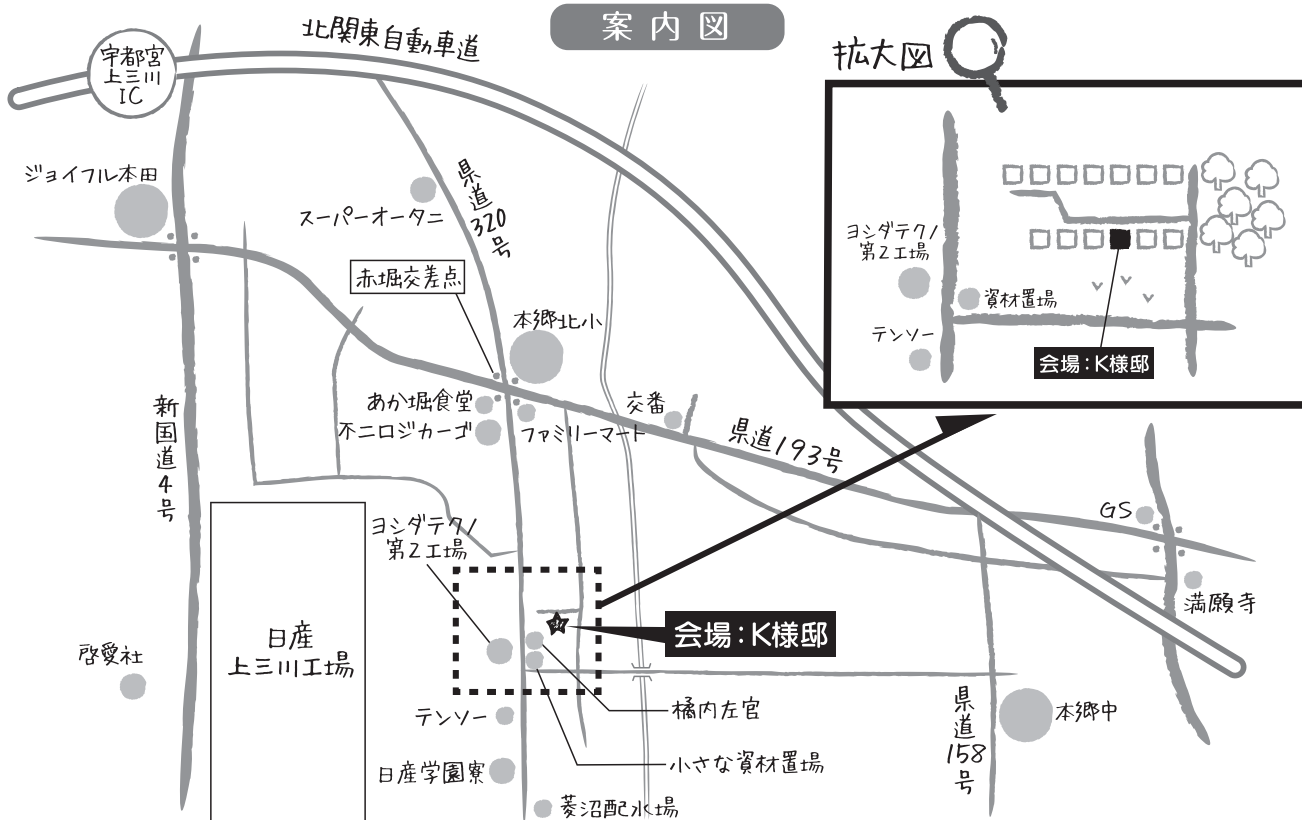 案内図
北関東自動車道
宇都宮
上三川
IC
拡大図
ジョイフル本田
スーパーオータニ
県道320号
赤堀交差点
本郷北小
ヨシダテクノ
第2工場
資材置場
テンソー
会場：K様邸
あか堀食堂
不二ロジカーゴ
ファミリーマート
交番
県道193号
新国道4号
GS
満願寺
ヨシダテクノ
第2工場
会場：K様邸
日産
上三川工場
啓愛社
橘内左官
テンソー
小さな資材置場
日産学園寮
菱沼配水場
県道158号
本郷中